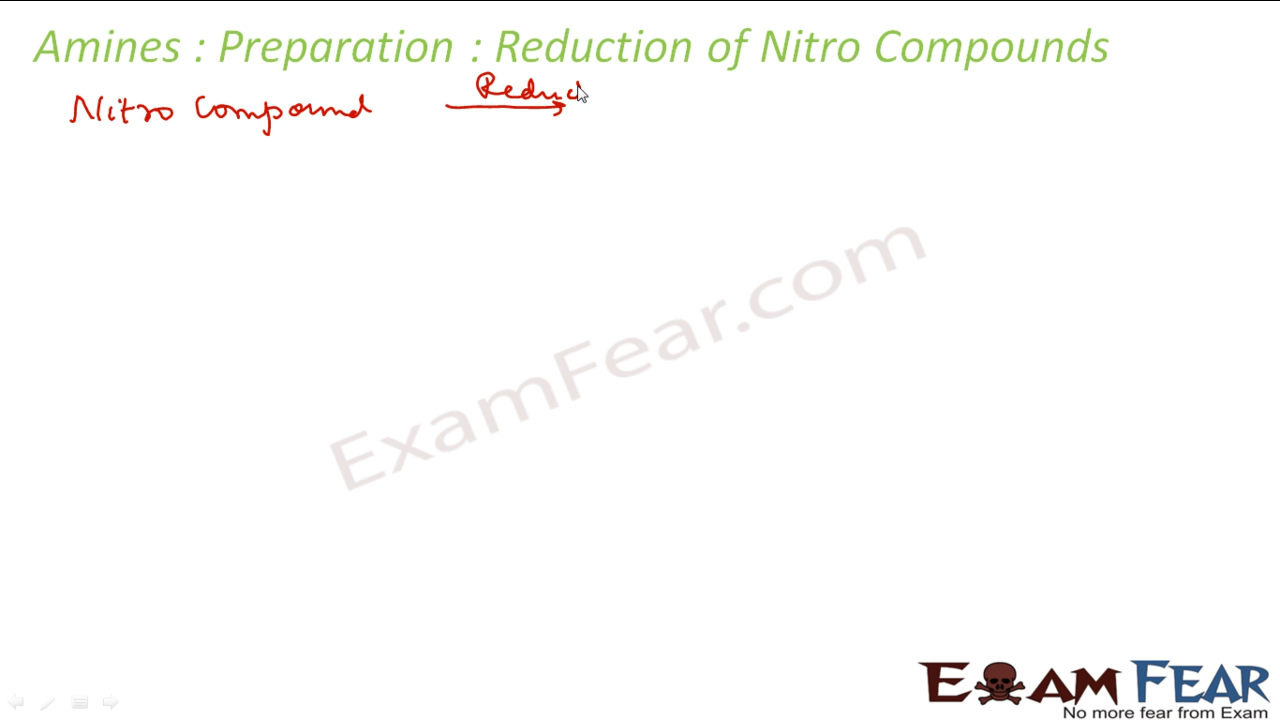 Amines : Preparation : Reduction of Nitro Compounds
Nitro Compound Reduc
ExamFear.com
EXAM FEAR
No more fear from Exam